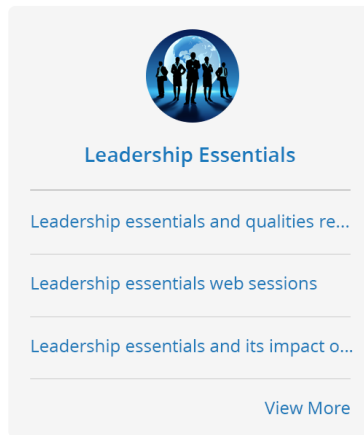 Leadership Essentials
Leadership essentials and qualities re...
Leadership essentials web sessions
Leadership essentials and its impact o...
View More